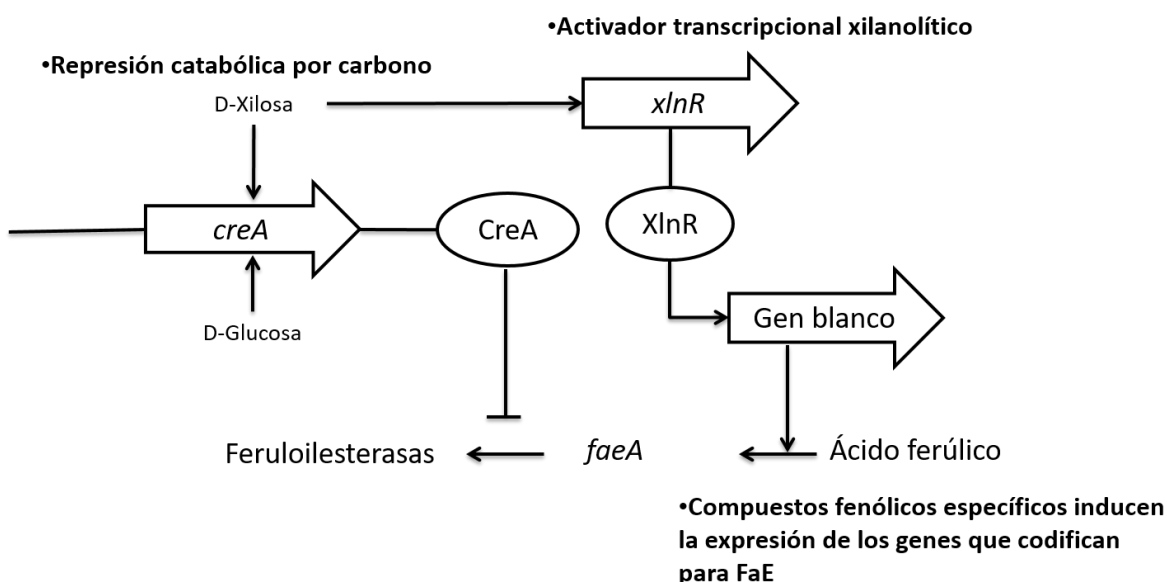 •Activador transcripcional xilanolítico
•Represión catabólica por carbono
D-Xilosa
xlnR
creA
CreA
XlnR
D-Glucosa
Gen blanco
Feruloilesterasas
faeA
Ácido ferúlico
•Compuestos fenólicos específicos inducen
la expresión de los genes que codifican
para FaE